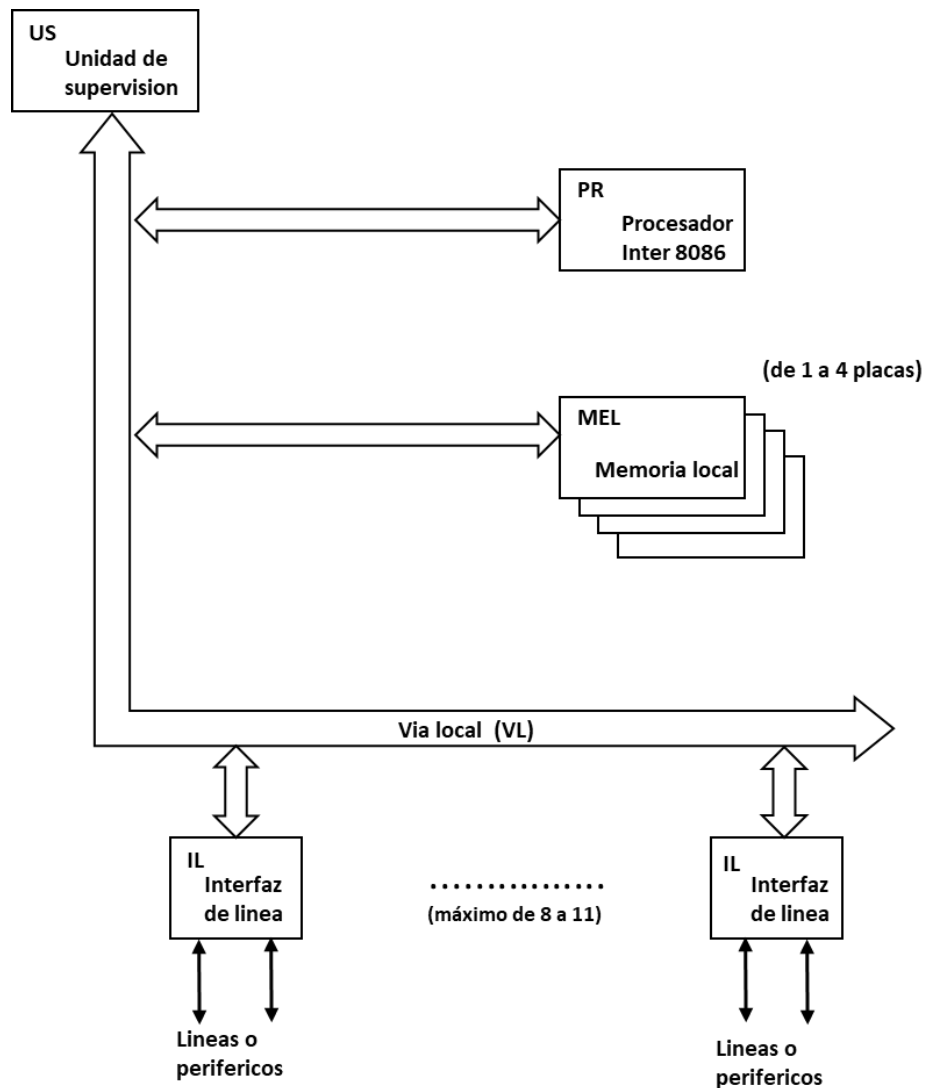 US
Unidad de
supervision
PR
Procesador
Inter 8086
(de 1 a 4 placas)
MEL
Memoria local
Via local (VL)
IL
Interfaz
de linea
(máximo de 8 a 11)
IL
Interfaz
de linea
Lineas o
perifericos
Lineas o
perifericos